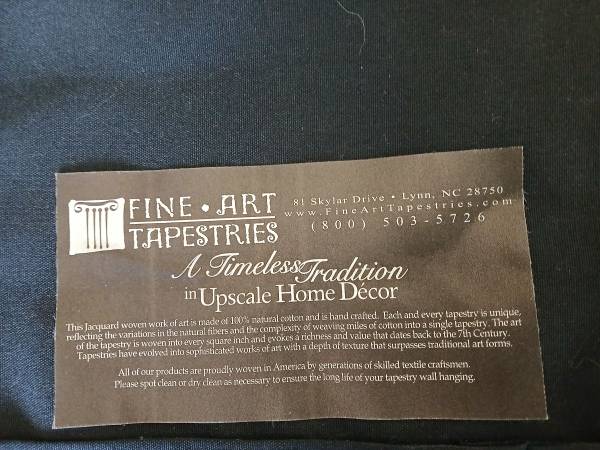 FINE • ART
TAPESTRIES
81 Skylar Drive • Lynn, NC 28750
www.FineArtTapestries.com
(800) 503-5726
A Timeless Tradition
in Upscale Home Décor
This Jacquard woven work of art is made of 100% natural cotton and is hand crafted. Each and every tapestry is unique,
reflecting the variations in the natural fibers and the complexity of weaving miles of cotton into a single tapestry. The art
of the tapestry is woven into every square inch and evokes a richness and value that dates back to the 7th Century.
Tapestries have evolved into sophisticated works of art with a depth of texture that surpasses traditional art forms.
All of our products are proudly woven in America by generations of skilled textile craftsmen.
Please spot clean or dry clean as necessary to ensure the long life of your tapestry wall hanging.